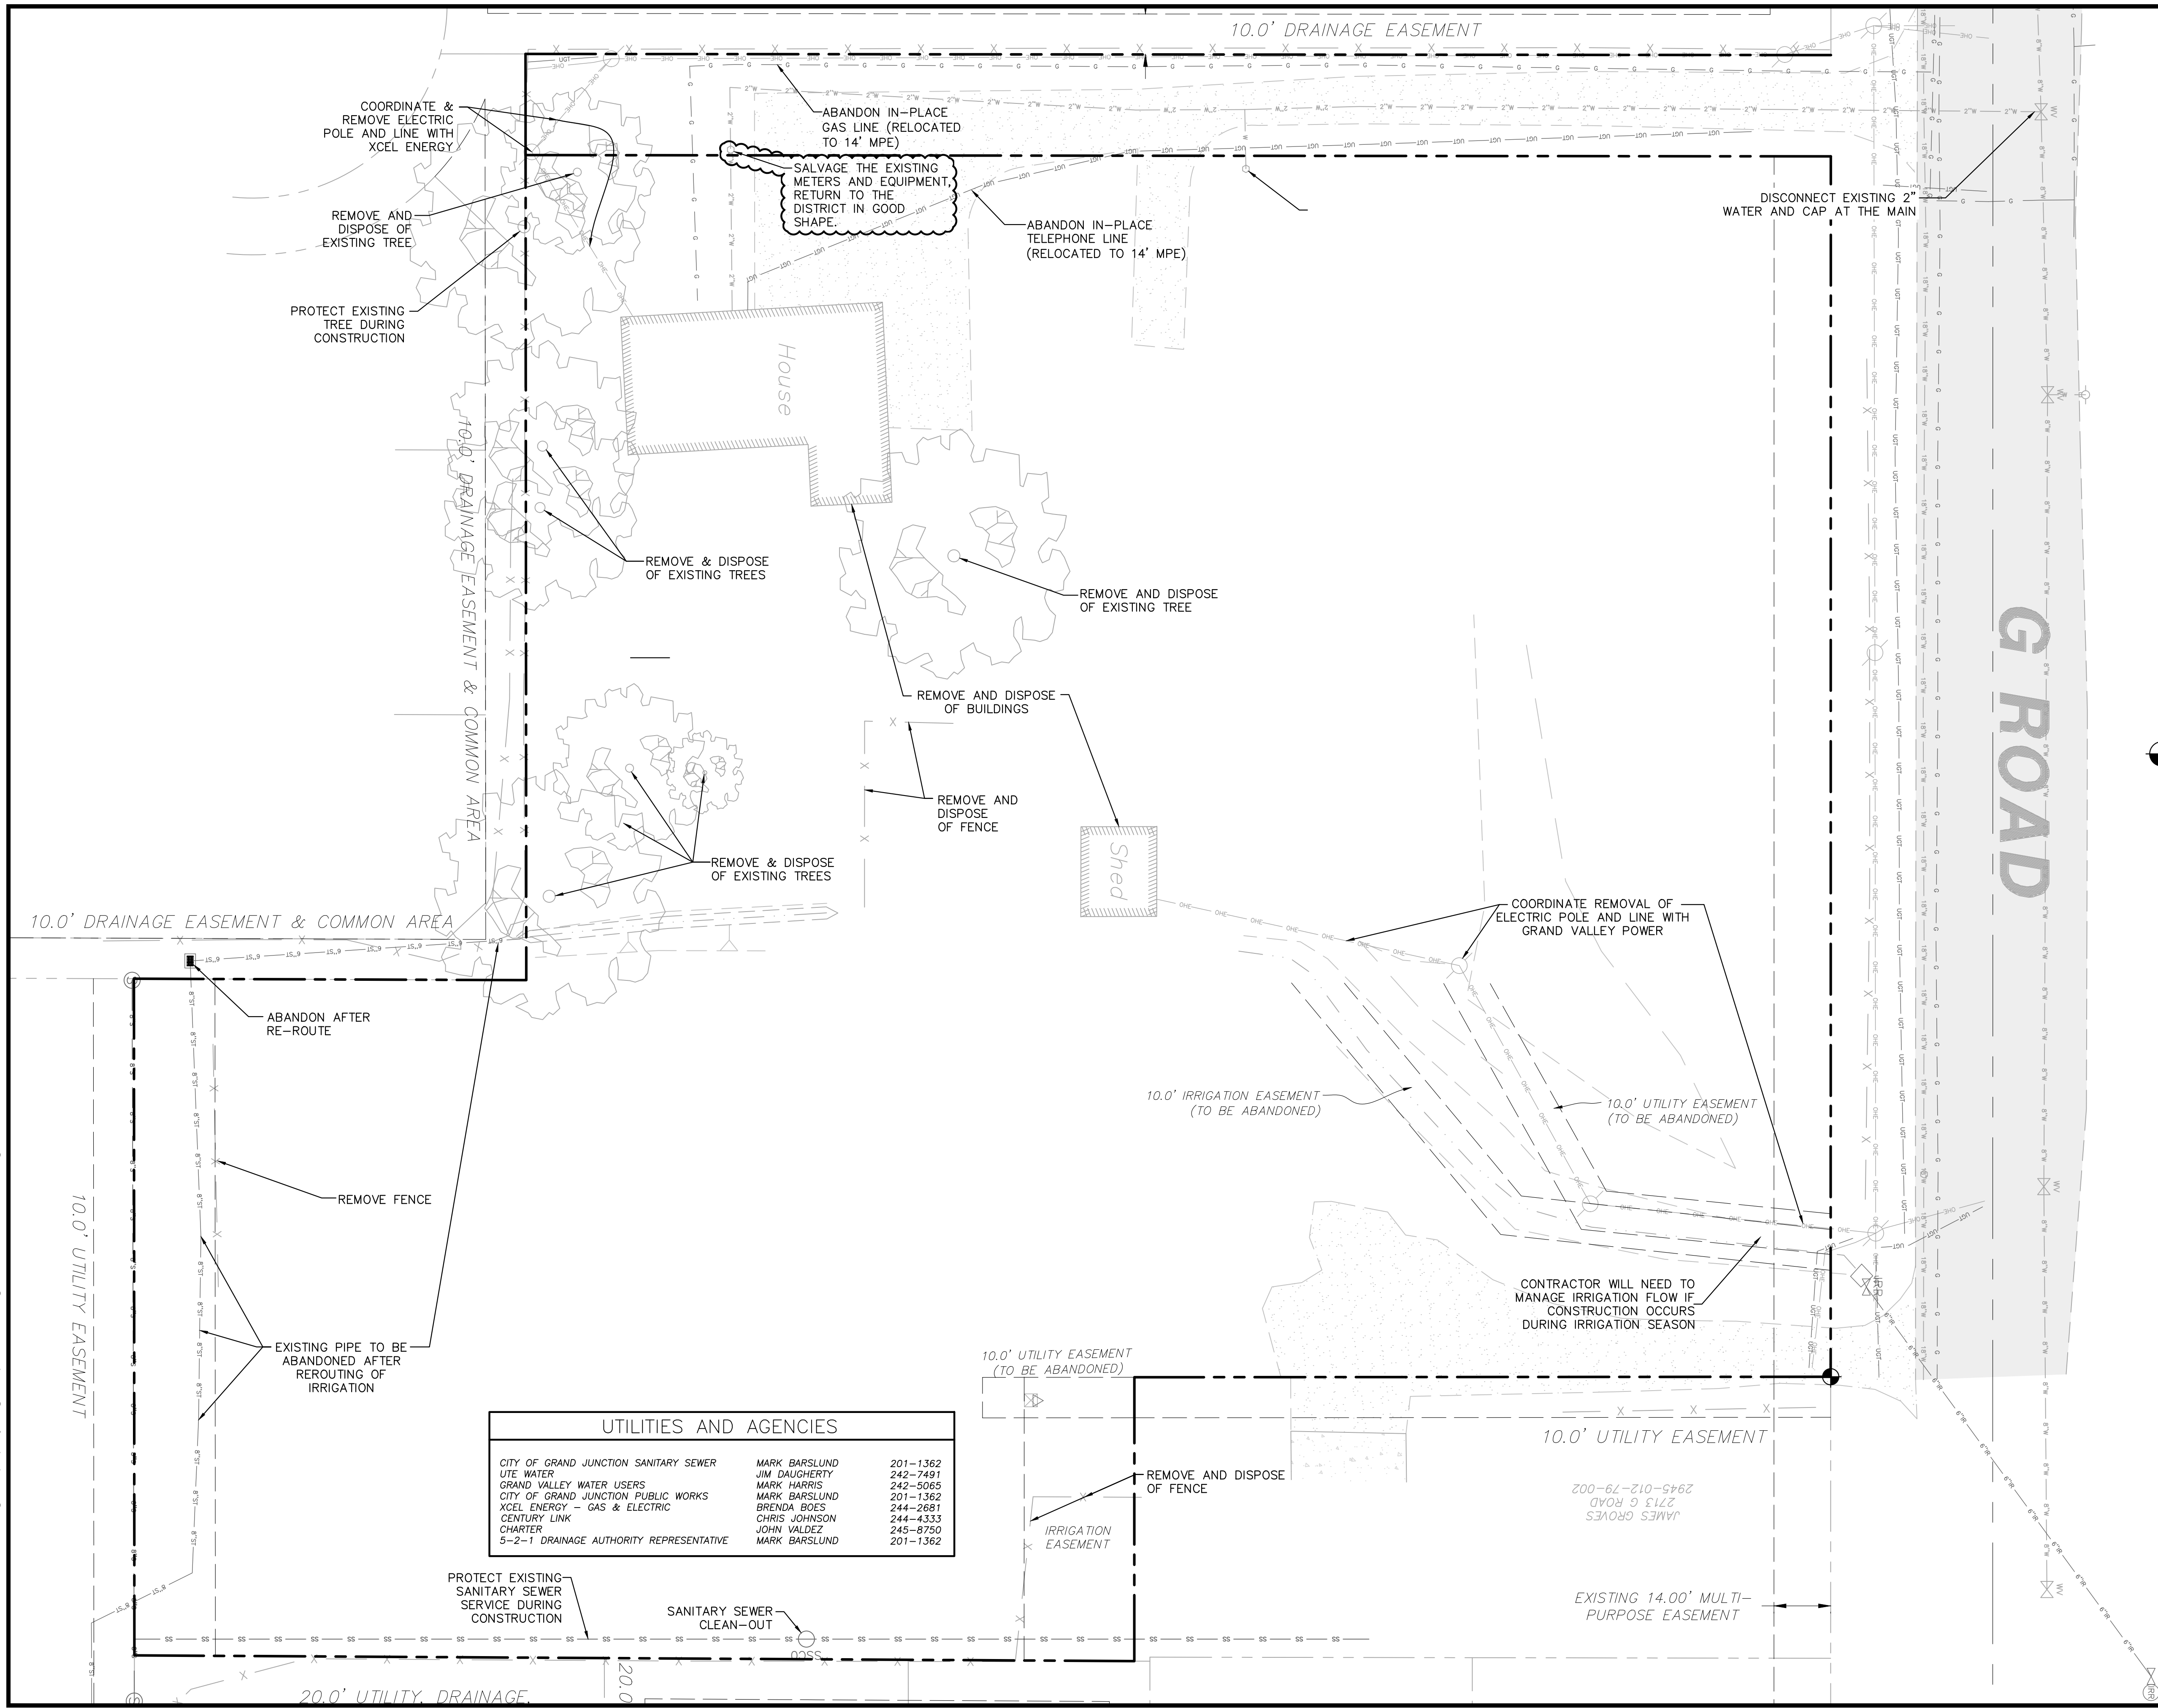 10.0' DRAINAGE EASEMENT
COORDINATE &
REMOVE ELECTRIC
POLE AND LINE WITH
XCEL ENERGY
ABANDON IN-PLACE
GAS LINE (RELOCATED
TO 14' MPE)
SALVAGE THE EXISTING
METERS AND EQUIPMENT,
RETURN TO THE
DISTRICT IN GOOD
SHAPE.
REMOVE AND
DISPOSE OF
EXISTING TREE
ABANDON IN-PLACE
TELEPHONE LINE
(RELOCATED TO 14' MPE)
DISCONNECT EXISTING 2"
WATER AND CAP AT THE MAIN
PROTECT EXISTING
TREE DURING
CONSTRUCTION
House
10.0' DRAINAGE EASEMENT & COMMON AREA
REMOVE & DISPOSE
OF EXISTING TREES
REMOVE AND DISPOSE
OF EXISTING TREE
G ROAD
REMOVE AND DISPOSE
OF BUILDINGS
REMOVE AND
DISPOSE
OF FENCE
Shed
REMOVE & DISPOSE
OF EXISTING TREES
10.0' DRAINAGE EASEMENT & COMMON AREA
COORDINATE REMOVAL OF
ELECTRIC POLE AND LINE WITH
GRAND VALLEY POWER
ABANDON AFTER
RE-ROUTE
10.0' IRRIGATION EASEMENT
(TO BE ABANDONED)
10.0' UTILITY EASEMENT
(TO BE ABANDONED)
REMOVE FENCE
10.0' UTILITY EASEMENT
CONTRACTOR WILL NEED TO
MANAGE IRRIGATION FLOW IF
CONSTRUCTION OCCURS
DURING IRRIGATION SEASON
EXISTING PIPE TO BE
ABANDONED AFTER
REROUTING OF
IRRIGATION
10.0' UTILITY EASEMENT
(TO BE ABANDONED)
10.0' UTILITY EASEMENT
UTILITIES AND AGENCIES
CITY OF GRAND JUNCTION SANITARY SEWER MARK BARSLUND 201-1362
UTE WATER JIM DAUGHERTY 242-7491
GRAND VALLEY WATER USERS MARK HARRIS 242-5065
CITY OF GRAND JUNCTION PUBLIC WORKS MARK BARSLUND 201-1362
XCEL ENERGY - GAS & ELECTRIC BRENDA BOES 244-2681
CENTURY LINK CHRIS JOHNSON 244-4333
CHARTER JOHN VALDEZ 245-8750
5-2-1 DRAINAGE AUTHORITY REPRESENTATIVE MARK BARSLUND 201-1362
REMOVE AND DISPOSE
OF FENCE
IRRIGATION
EASEMENT
JAMES GROVES
2713 G ROAD
2945-012-79-002
PROTECT EXISTING
SANITARY SEWER
SERVICE DURING
CONSTRUCTION
SANITARY SEWER
CLEAN-OUT
SSCO
EXISTING 14.00' MULTI-
PURPOSE EASEMENT
20.0' UTILITY, DRAINAGE,
20.0